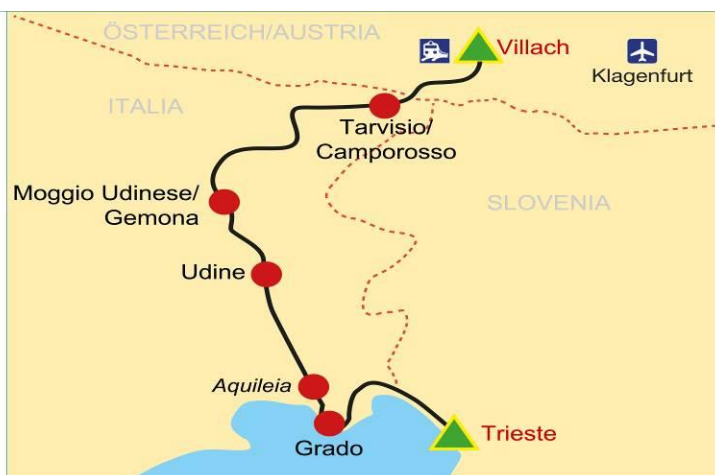 ÖSTERREICH/AUSTRIA
Villach
Klagenfurt
ITALIA
Tarvisio/
Camporosso
Moggio Udinese/
Gemona
SLOVENIA
Udine
Aquileia
Grado
Trieste